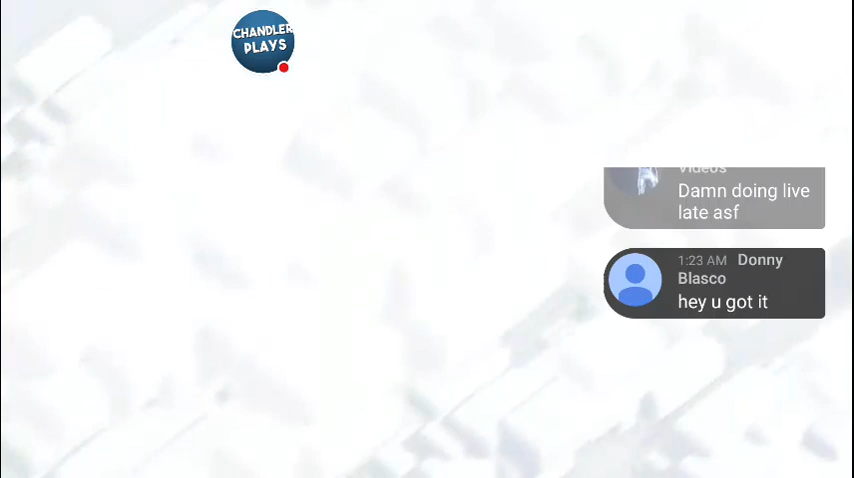 CHANDLER
PLAYS
Videos
Damn doing live
late asf
1:23 AM Donny
Blasco
hey u got it